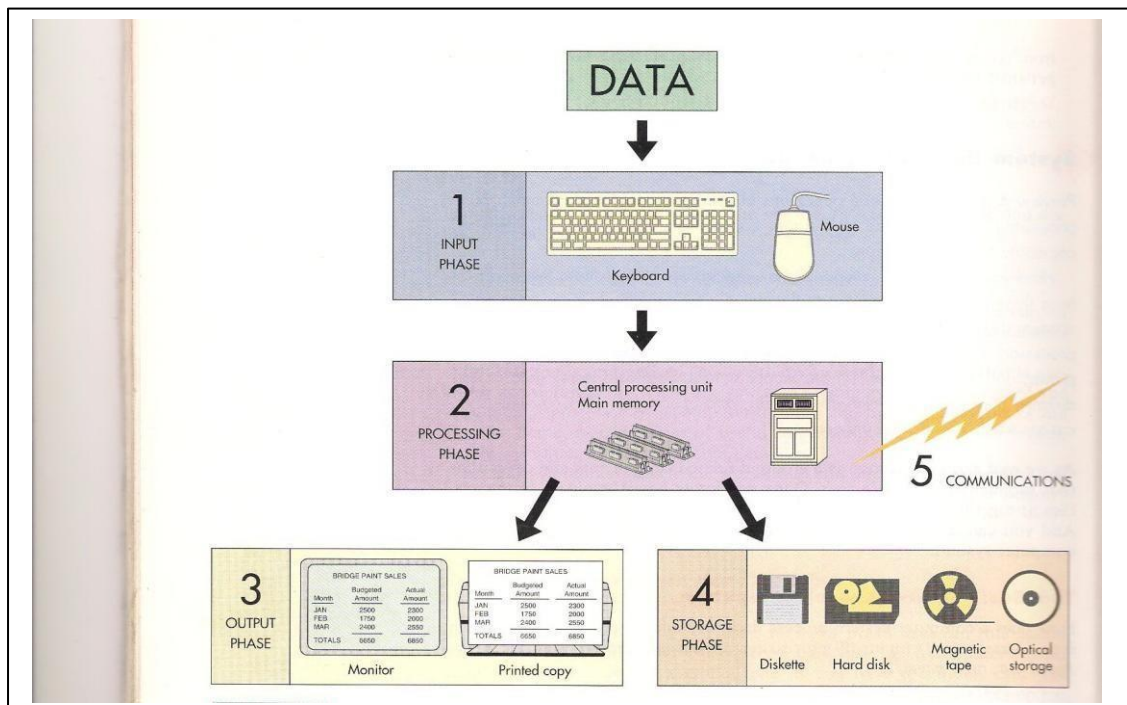 DATA
1
INPUT
PHASE
Keyboard
Mouse
2
PROCESSING
PHASE
Central processing unit
Main memory
5 COMMUNICATIONS
3
OUTPUT
PHASE
BRIDGE PAINT SALES
Month Budgeted Amount Actual Amount
JAN 2500 2300
FEB 1750 2000
MAR 2400 2550
TOTALS 6650 6850
Monitor
BRIDGE PAINT SALES
Month Budgeted Amount Actual Amount
JAN 2500 2300
FEB 1750 2000
MAR 2400 2550
TOTALS 6650 6850
Printed copy
4
STORAGE
PHASE
Diskette
Hard disk
Magnetic
tape
Optical
storage